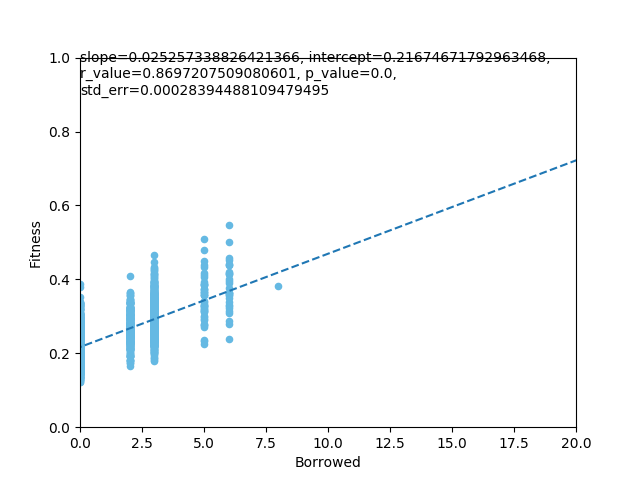 slope=0.025257338826421366, intercept=0.21674671792963468,
r_value=0.8697207509080601, p_value=0.0,
std_err=0.00028394488109479495
1.0
0.8
0.6
0.4
0.2
0.0
Fitness
0.0 2.5 5.0 7.5 10.0 12.5 15.0 17.5 20.0
Borrowed